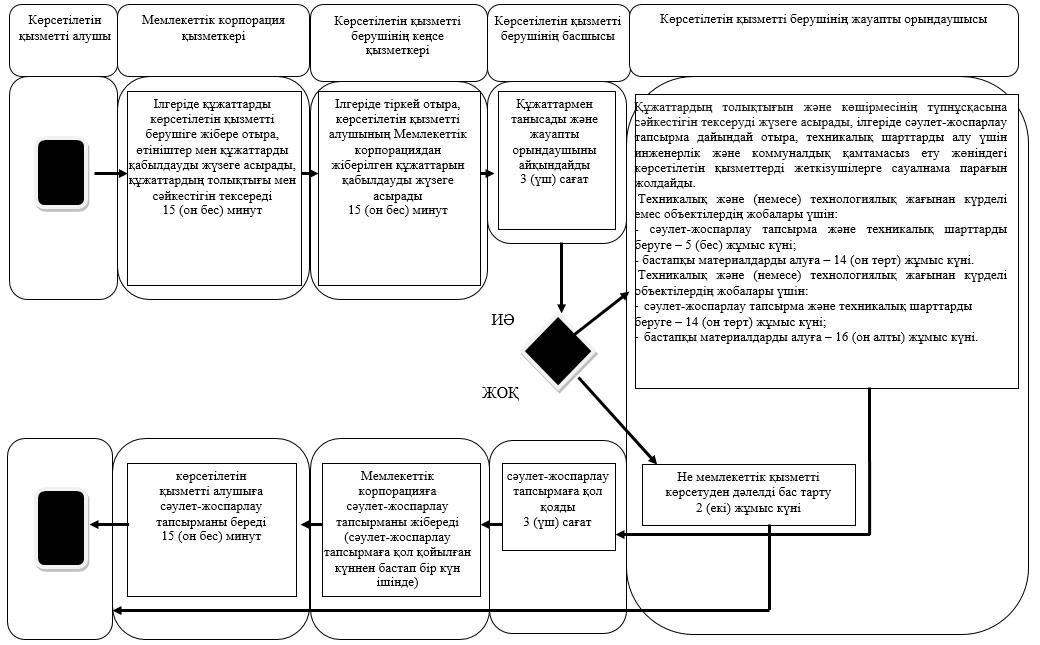 Көрсетілетін
қызметті алушы
Мемлекеттік корпорация
қызметкері
Көрсетілетін қызметті
берушінің кеңсе
қызметкері
Көрсетілетін қызметті
берушінің басшысы
Көрсетілетін қызметті берушінің жауапты орындаушысы
Ілгеріде құжаттарды
көрсетілетін қызметті
берушіге жібере отыра,
өтініштер мен құжаттарды
қабылдауды жүзеге асырады,
құжаттардың толықтығы мен
сәйкестігін тексереді
15 (он бес) минут
Ілгеріде тіркей отыра,
көрсетілетін қызметті
алушының Мемлекеттік
корпорациядан
жіберілген құжаттарын
қабылдауды жүзеге
асырады
15 (он бес) минут
Құжаттармен
танысады және
жауапты
орындаушыны
айқындайды
3 (үш) сағат
Құжаттардың толықтығын және көшірмесінің түпнұсқасына
сәйкестігін тексеруді жүзеге асырады, ілгеріде сәулет-жоспарлау
тапсырма дайындай отыра, техникалық шарттарды алу үшін
инженерлік және коммуналдық қамтамасыз ету жөніндегі
көрсетілетін қызметтерді жеткізушілерге сауалнама парағын
жолдайды.
Техникалық және (немесе) технологиялық жағынан күрделі
емес объектілердің жобалары үшін:
- сәулет-жоспарлау тапсырма және техникалық шарттарды
беруге – 5 (бес) жұмыс күні;
- бастапқы материалдарды алуға – 14 (он төрт) жұмыс күні.
Техникалық және (немесе) технологиялық жағынан күрделі
объектілердің жобалары үшін:
- сәулет-жоспарлау тапсырма және техникалық шарттарды
беруге – 14 (он төрт) жұмыс күні;
- бастапқы материалдарды алуға – 16 (он алты) жұмыс күні.
ИӘ
ЖОҚ
көрсетілетін
қызметті алушыға
сәулет-жоспарлау
тапсырманы береді
15 (он бес) минут
Мемлекеттік
корпорацияға
сәулет-жоспарлау
тапсырманы жібереді
(сәулет-жоспарлау
тапсырмаға қол қойылған
күннен бастап бір күн
ішінде)
сәулет-жоспарлау
тапсырмаға қол
қояды
3 (үш) сағат
Не мемлекеттік қызметті
көрсетуден дәлелді бас тарту
2 (екі) жұмыс күні